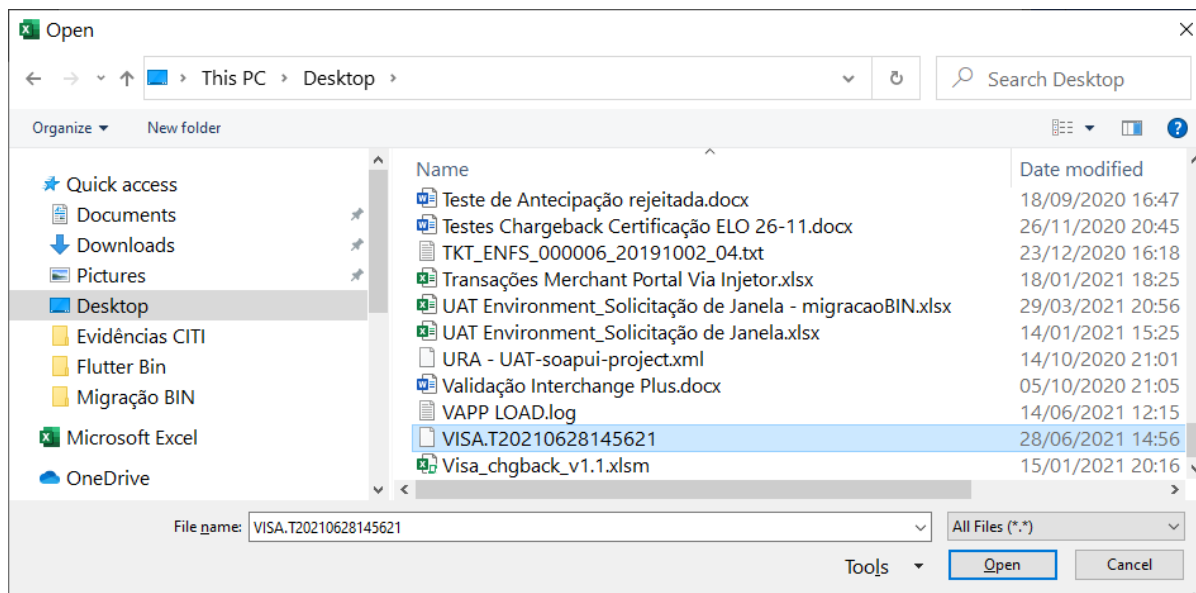 Open
This PC > Desktop >
Search Desktop
Organize
New folder
Quick access
Documents
Downloads
Pictures
Desktop
Evidências CITI
Flutter Bin
Migração BIN
Microsoft Excel
OneDrive
Name Date modified
Teste de Antecipação rejeitada.docx 18/09/2020 16:47
Testes Chargeback Certificação ELO 26-11.docx 26/11/2020 20:45
TKT_ENFS_000006_20191002_04.txt 23/12/2020 16:18
Transações Merchant Portal Via Injetor.xlsx 18/01/2021 18:25
UAT Environment_Solicitação de Janela - migracaoBIN.xlsx 29/03/2021 20:56
UAT Environment_Solicitação de Janela.xlsx 14/01/2021 15:25
URA - UAT-soapui-project.xml 14/10/2020 21:01
Validação Interchange Plus.docx 05/10/2020 21:05
VAPP LOAD.log 14/06/2021 12:15
VISA.T20210628145621 28/06/2021 14:56
Visa_chgback_v1.1.xlsm 15/01/2021 20:16
File name: VISA.T20210628145621
All Files (*.*)
Tools
Open
Cancel